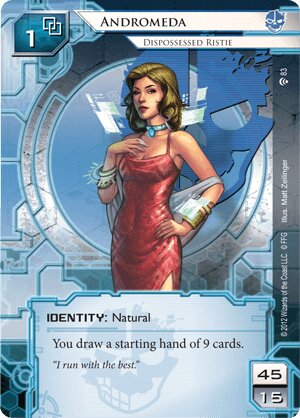 1
ANDROMEDA
DISPOSSESSED RISTIE
83
Illus. Matt Zeilinger
© 2012 Wizards of the Coast LLC. © FFG
IDENTITY: Natural
You draw a starting hand of 9 cards.
“I run with the best.”
45
15